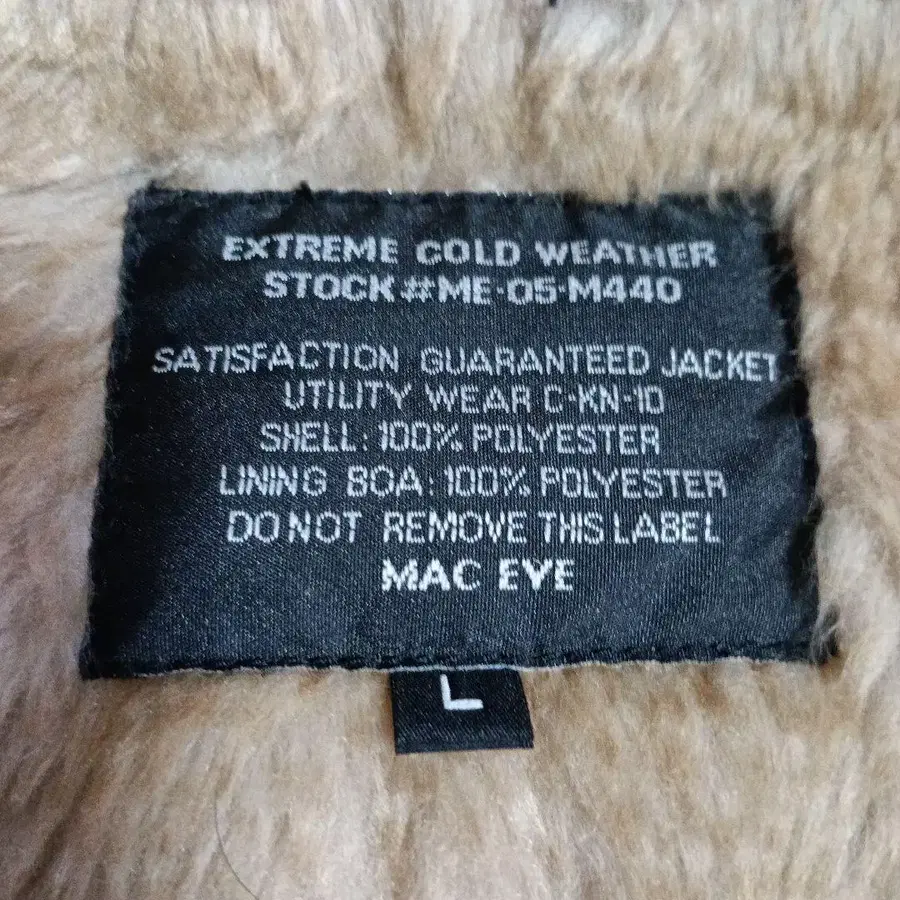 EXTREME COLD WEATHER
STOCK#ME-05-M440
SATISFACTION GUARANTEED JACKET
UTILITY WEAR C-KN-10
SHELL: 100% POLYESTER
LINING BOA: 100% POLYESTER
DO NOT REMOVE THIS LABEL
MAC EYE
L